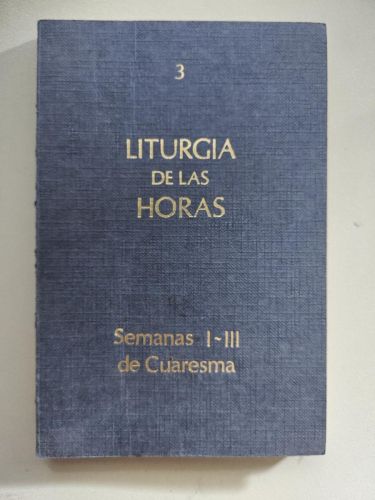 3
LITURGIA
DE LAS
HORAS
Semanas I~III
de Cuaresma